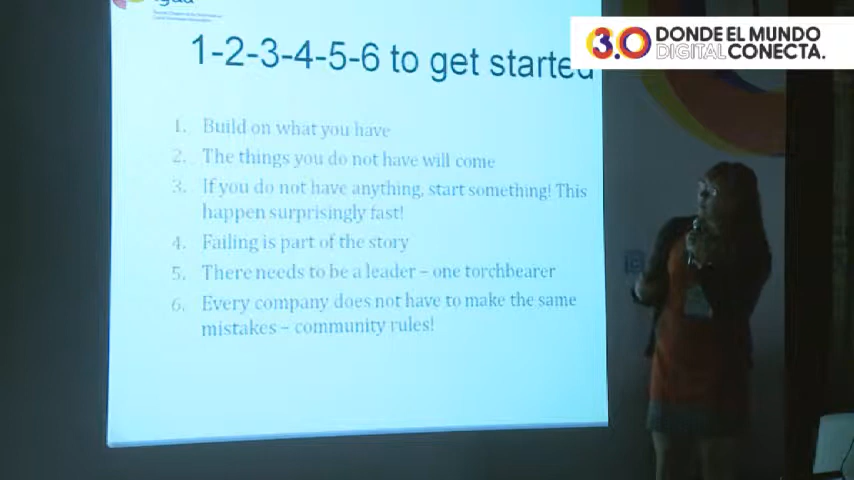 3.0 DONDE EL MUNDO
DIGITAL CONECTA.
1-2-3-4-5-6 to get started
1. Build on what you have
2. The things you do not have will come
3. If you do not have anything, start something! This
happen surprisingly fast!
4. Failing is part of the story
5. There needs to be a leader – one torchbearer
6. Every company does not have to make the same
mistakes – community rules!